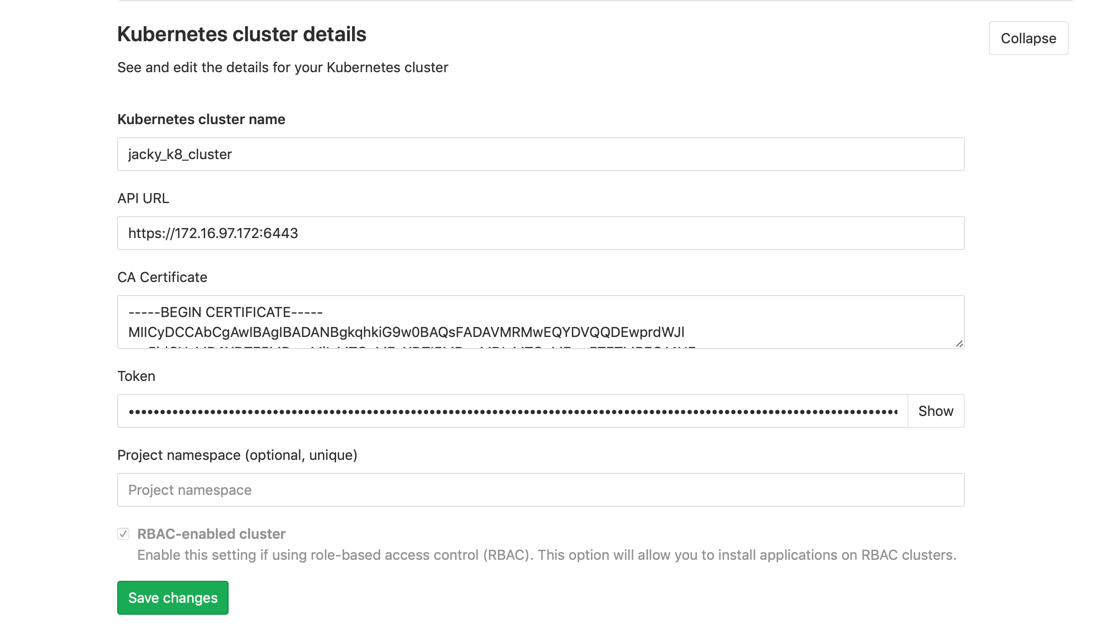 Kubernetes cluster details
Collapse
See and edit the details for your Kubernetes cluster
Kubernetes cluster name
jacky_k8_cluster
API URL
https://172.16.97.172:6443
CA Certificate
-----BEGIN CERTIFICATE-----
MIICyDCCAbCgAwIBAgIBADANBgkqhkiG9w0BAQsFADAVMRMwEQYDVQQDEwprdWJl
Token
Show
Project namespace (optional, unique)
Project namespace
RBAC-enabled cluster
Enable this setting if using role-based access control (RBAC). This option will allow you to install applications on RBAC clusters.
Save changes